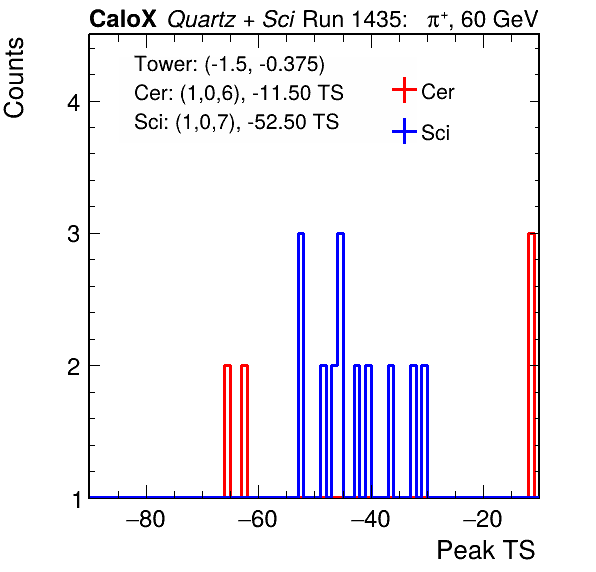 CaloX Quartz + Sci Run 1435: π⁺, 60 GeV
Counts
Tower: (-1.5, -0.375)
Cer: (1,0,6), -11.50 TS
Sci: (1,0,7), -52.50 TS
Cer
Sci
4
3
2
1
−80 −60 −40 −20
Peak TS